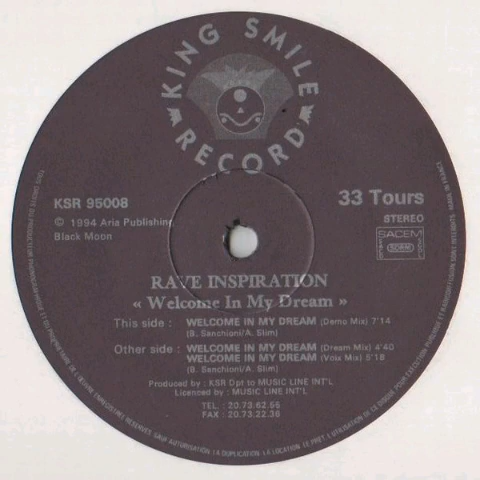 KING SMILE
RECORD
KSR 95008
33 Tours
STEREO
© 1994 Aria Publishing
Black Moon
SACEM
SDRM
RAVE INSPIRATION
« Welcome In My Dream »
This side : WELCOME IN MY DREAM (Demo Mix) 7'14
(B. Sanchioni/A. Slim)
Other side : WELCOME IN MY DREAM (Dream Mix) 4'40
WELCOME IN MY DREAM (Voix Mix) 5'18
(B. Sanchioni/A. Slim)
Produced by : KSR Dpt to MUSIC LINE INT'L
Licenced by : MUSIC LINE INT'L
TEL. : 20.73.62.56
FAX : 20.73.22.36